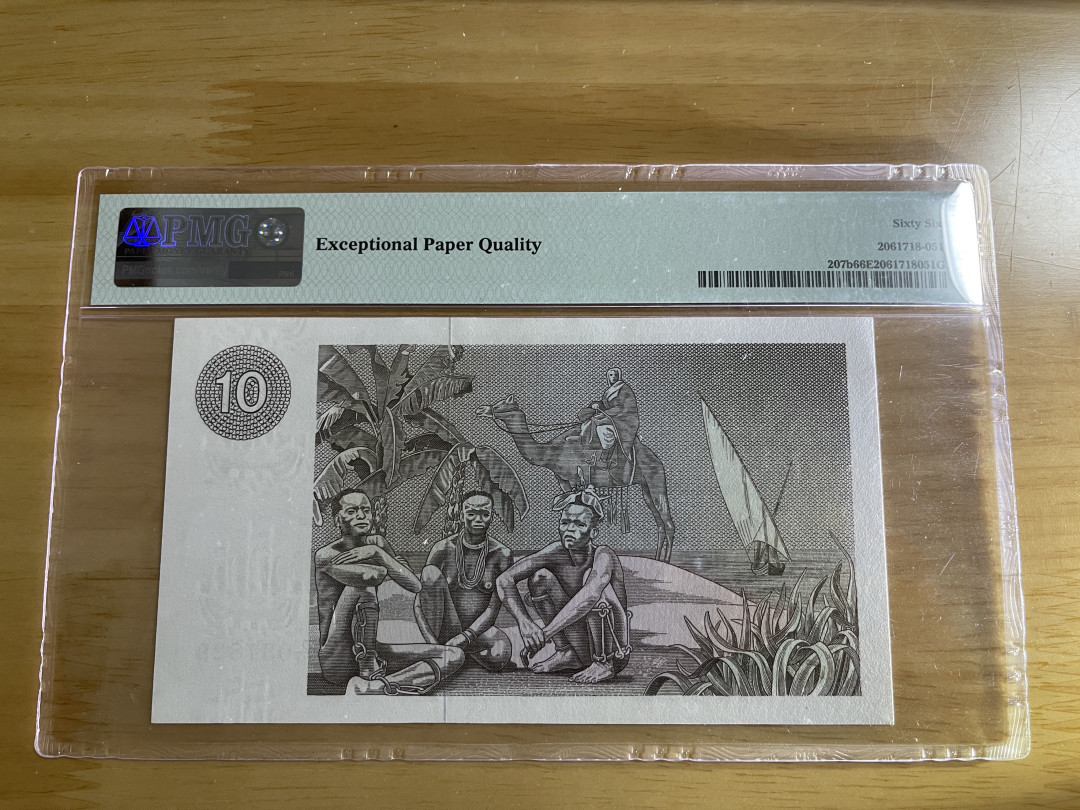 PMG
Exceptional Paper Quality
Sixty Six
2061718-051
207b66E2061718051G
10